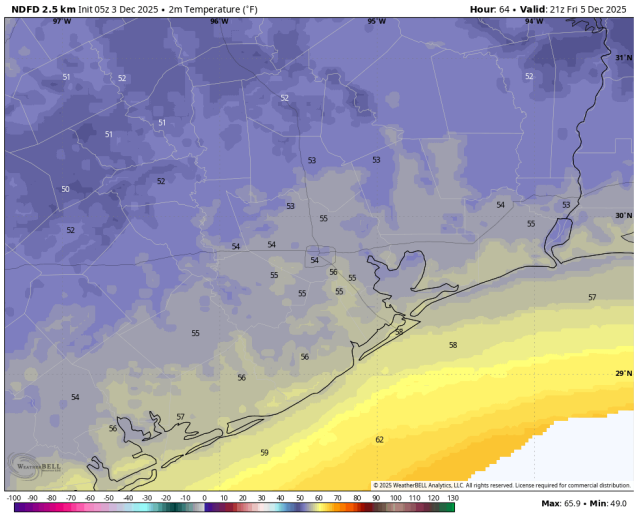 NDFD 2.5 km Init 05z 3 Dec 2025 • 2m Temperature (°F)
Hour: 64 • Valid: 21z Fri 5 Dec 2025
97°W 96°W 95°W 94°W
31°N
51 52 52
52
51 51
53 53
50 52
53 54 53
55 55 30°N
52
54 54
54
55 56 55
55 55
57
55 58 58
56
56 29°N
54
57
56
62
59
WEATHERBELL
© 2025 WeatherBELL Analytics, LLC. All rights reserved. License required for commercial distribution.
-100 -90 -80 -70 -60 -50 -40 -30 -20 -10 0 10 20 30 40 50 60 70 80 90 100 110 120 130
Max: 65.9 • Min: 49.0